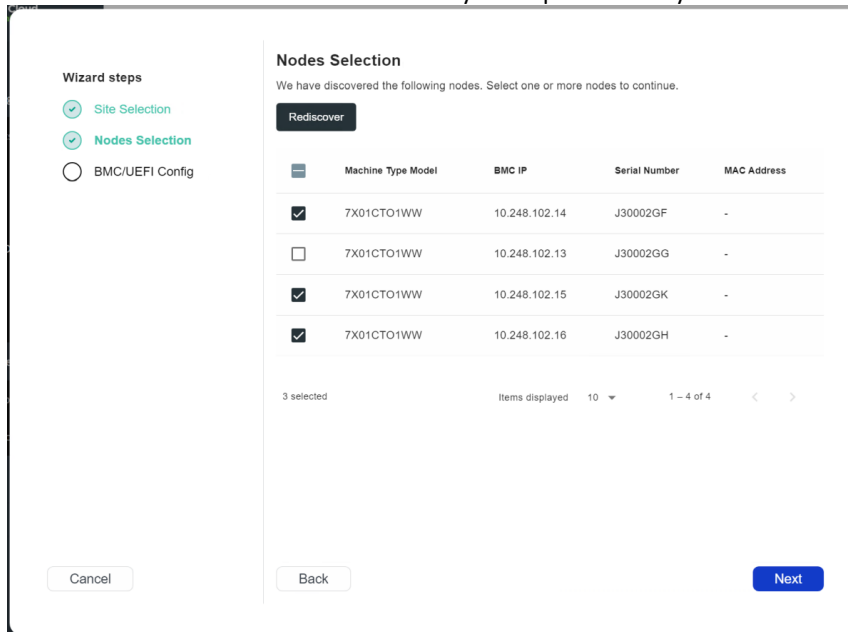 Cloud
Nodes Selection
We have discovered the following nodes. Select one or more nodes to continue.
Wizard steps
Site Selection
Nodes Selection
BMC/UEFI Config
Rediscover
Machine Type Model BMC IP Serial Number MAC Address
7X01CTO1WW 10.248.102.14 J30002GF -
7X01CTO1WW 10.248.102.13 J30002GG -
7X01CTO1WW 10.248.102.15 J30002GK -
7X01CTO1WW 10.248.102.16 J30002GH -
3 selected Items displayed 10 1 – 4 of 4
Cancel Back Next